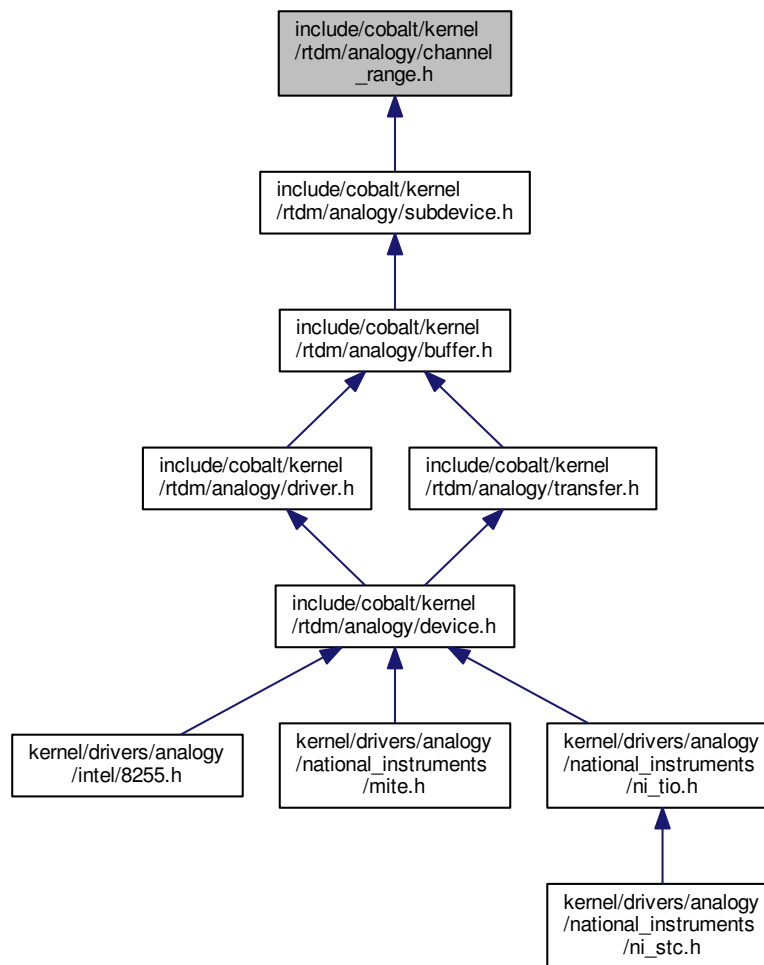 include/cobalt/kernel
/rtdm/analogy/channel
_range.h
include/cobalt/kernel
/rtdm/analogy/subdevice.h
include/cobalt/kernel
/rtdm/analogy/buffer.h
include/cobalt/kernel
/rtdm/analogy/driver.h
include/cobalt/kernel
/rtdm/analogy/transfer.h
include/cobalt/kernel
/rtdm/analogy/device.h
kernel/drivers/analogy
/intel/8255.h
kernel/drivers/analogy
/national_instruments
/mite.h
kernel/drivers/analogy
/national_instruments
/ni_tio.h
kernel/drivers/analogy
/national_instruments
/ni_stc.h